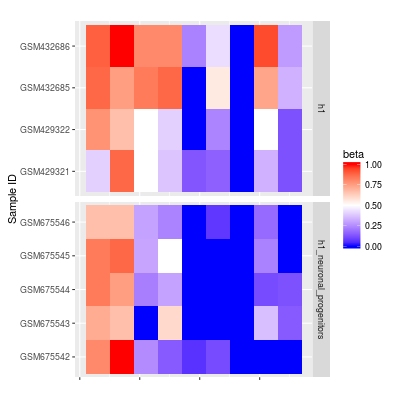 GSM432686
GSM432685
GSM429322
GSM429321
h1
GSM675546
GSM675545
GSM675544
GSM675543
GSM675542
h1_neuronal_progenitors
Sample ID
beta
1.00
0.75
0.50
0.25
0.00